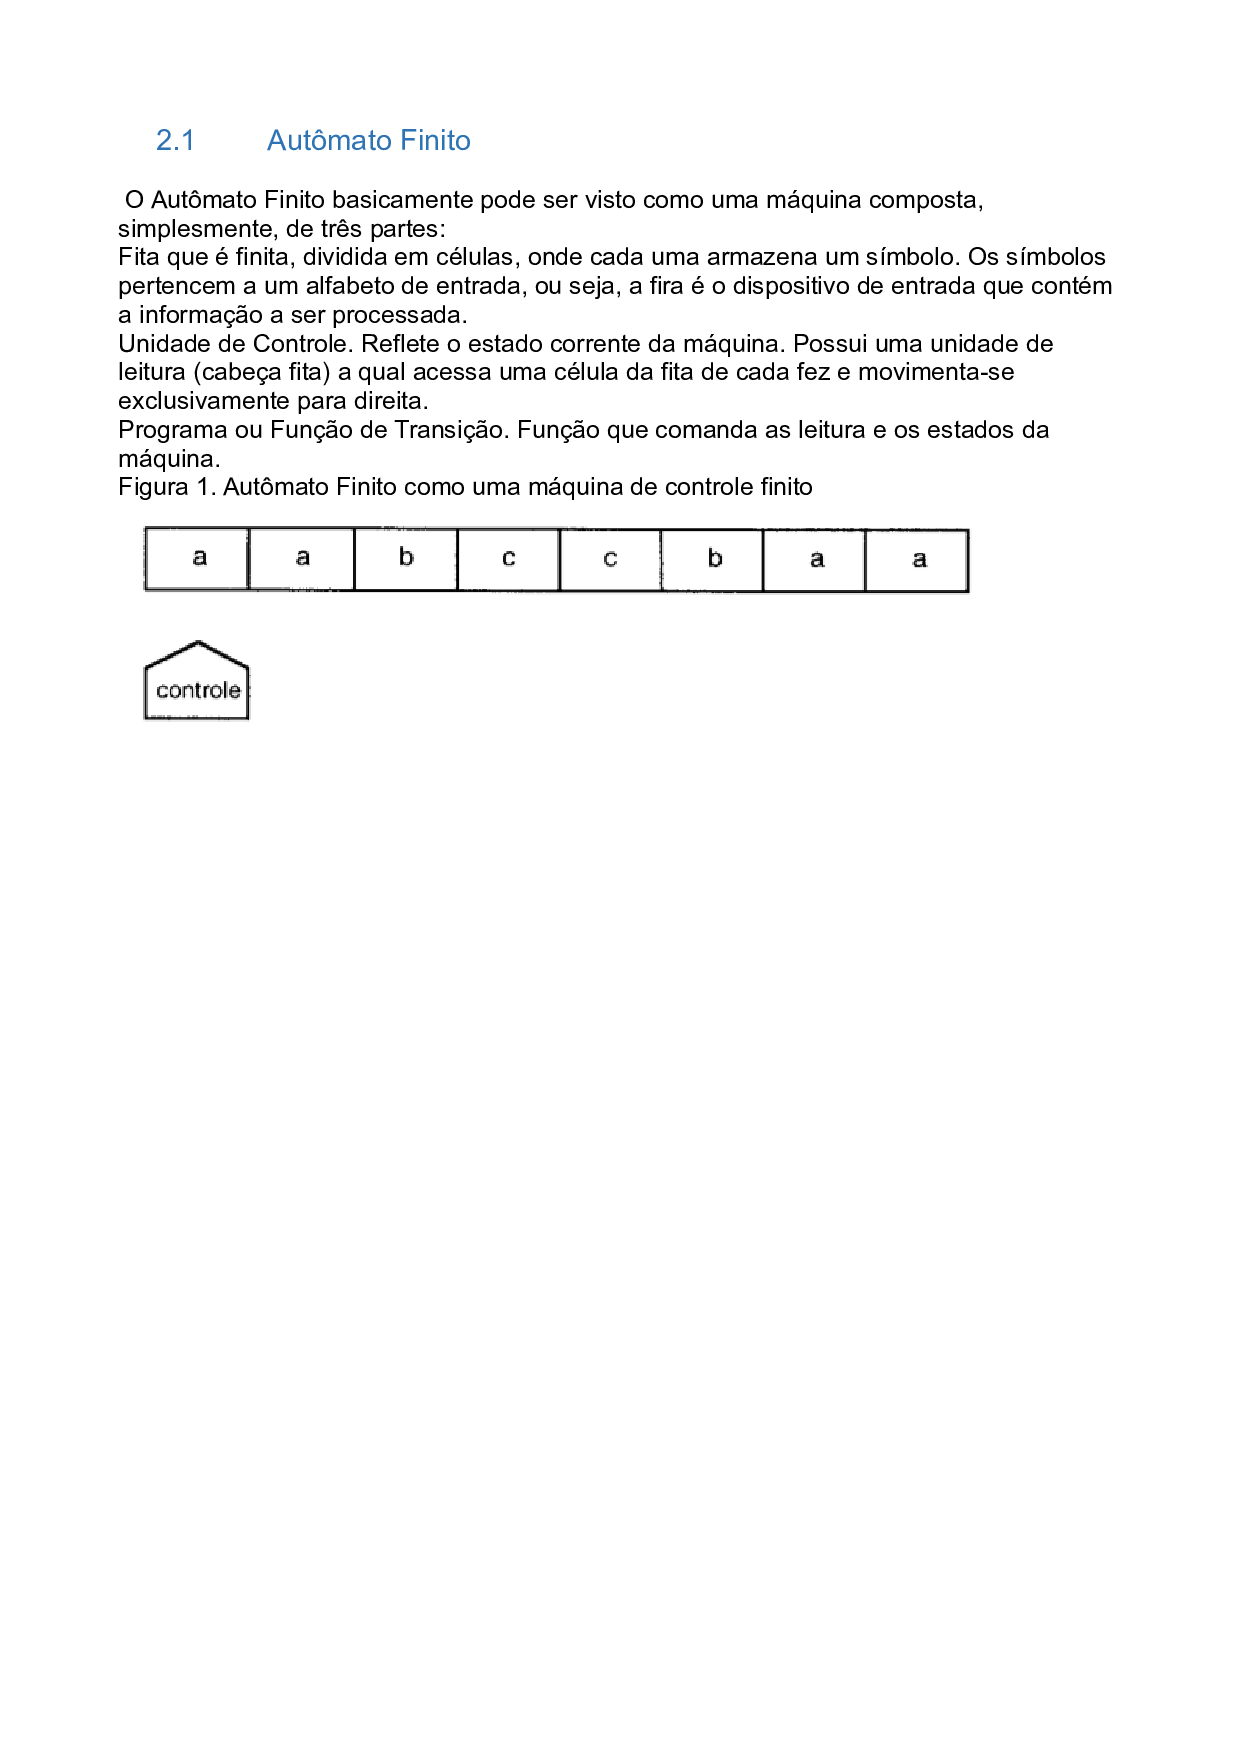 2.1 Autômato Finito
O Autômato Finito basicamente pode ser visto como uma máquina composta,
simplesmente, de três partes:
Fita que é finita, dividida em células, onde cada uma armazena um símbolo. Os símbolos
pertencem a um alfabeto de entrada, ou seja, a fira é o dispositivo de entrada que contém
a informação a ser processada.
Unidade de Controle. Reflete o estado corrente da máquina. Possui uma unidade de
leitura (cabeça fita) a qual acessa uma célula da fita de cada fez e movimenta-se
exclusivamente para direita.
Programa ou Função de Transição. Função que comanda as leitura e os estados da
máquina.
Figura 1. Autômato Finito como uma máquina de controle finito
a a b c c b a a
controle